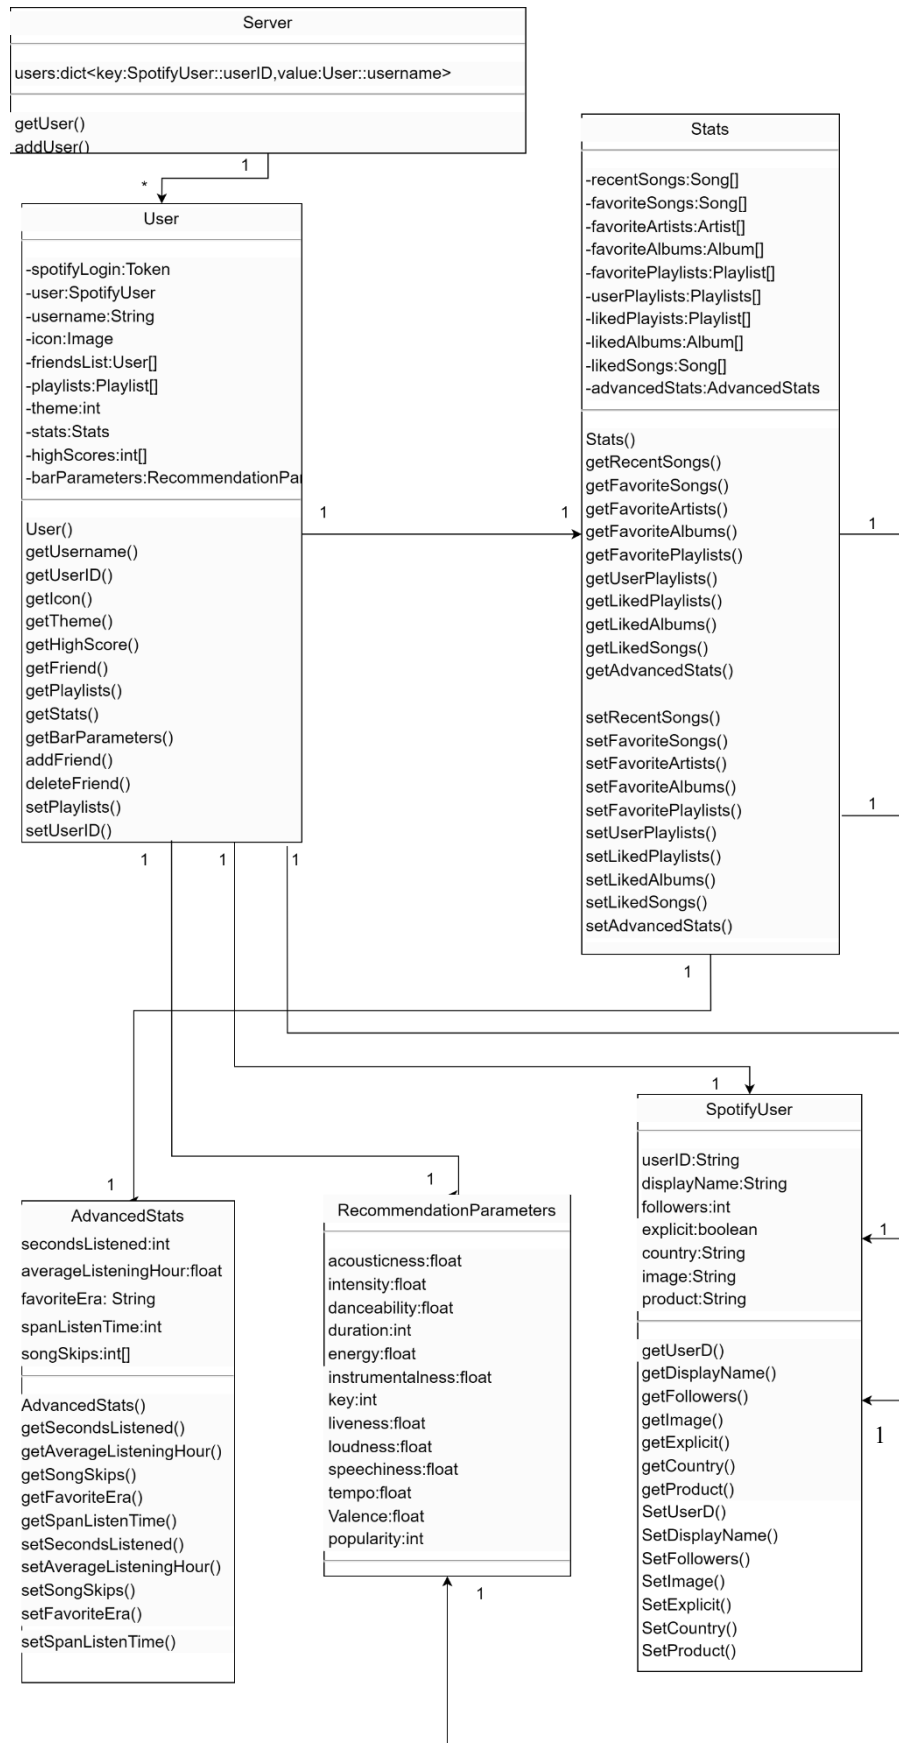 Server
users:dict<key:SpotifyUser::userID,value:User::username>
getUser()
addUser()
1
*
User
-spotifyLogin:Token
-user:SpotifyUser
-username:String
-icon:Image
-friendsList:User[]
-playlists:Playlist[]
-theme:int
-stats:Stats
-highScores:int[]
-barParameters:RecommendationPar
User()
getUsername()
getUserID()
getIcon()
getTheme()
getHighScore()
getFriend()
getPlaylists()
getStats()
getBarParameters()
addFriend()
deleteFriend()
setPlaylists()
setUserID()
1
1
Stats
-recentSongs:Song[]
-favoriteSongs:Song[]
-favoriteArtists:Artist[]
-favoriteAlbums:Album[]
-favoritePlaylists:Playlist[]
-userPlaylists:Playlists[]
-likedPlayists:Playlist[]
-likedAlbums:Album[]
-likedSongs:Song[]
-advancedStats:AdvancedStats
Stats()
getRecentSongs()
getFavoriteSongs()
getFavoriteArtists()
getFavoriteAlbums()
getFavoritePlaylists()
getUserPlaylists()
getLikedPlaylists()
getLikedAlbums()
getLikedSongs()
getAdvancedStats()
setRecentSongs()
setFavoriteSongs()
setFavoriteArtists()
setFavoriteAlbums()
setFavoritePlaylists()
setUserPlaylists()
setLikedPlaylists()
setLikedAlbums()
setLikedSongs()
setAdvancedStats()
1
1
1
1
1
1
1
1
1
AdvancedStats
secondsListened:int
averageListeningHour:float
favoriteEra: String
spanListenTime:int
songSkips:int[]
AdvancedStats()
getSecondsListened()
getAverageListeningHour()
getSongSkips()
getFavoriteEra()
getSpanListenTime()
setSecondsListened()
setAverageListeningHour()
setSongSkips()
setFavoriteEra()
setSpanListenTime()
RecommendationParameters
acousticness:float
intensity:float
danceability:float
duration:int
energy:float
instrumentalness:float
key:int
liveness:float
loudness:float
speechiness:float
tempo:float
Valence:float
popularity:int
1
SpotifyUser
userID:String
displayName:String
followers:int
explicit:boolean
country:String
image:String
product:String
getUserD()
getDisplayName()
getFollowers()
getImage()
getExplicit()
getCountry()
getProduct()
SetUserD()
SetDisplayName()
SetFollowers()
SetImage()
SetExplicit()
SetCountry()
SetProduct()
1
1